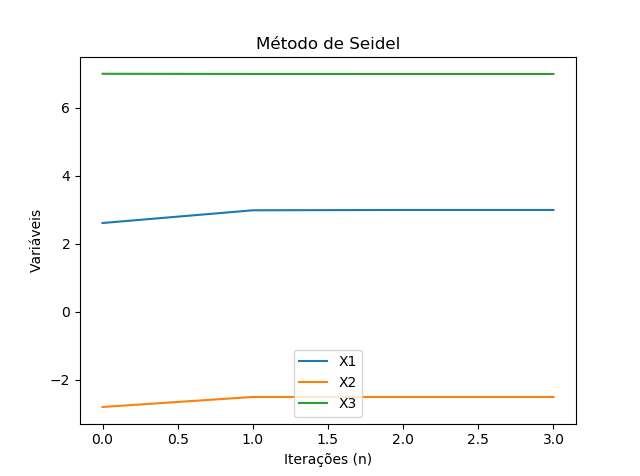 Método de Seidel
Variáveis
6
4
2
0
−2
X1
X2
X3
0.0 0.5 1.0 1.5 2.0 2.5 3.0
Iterações (n)